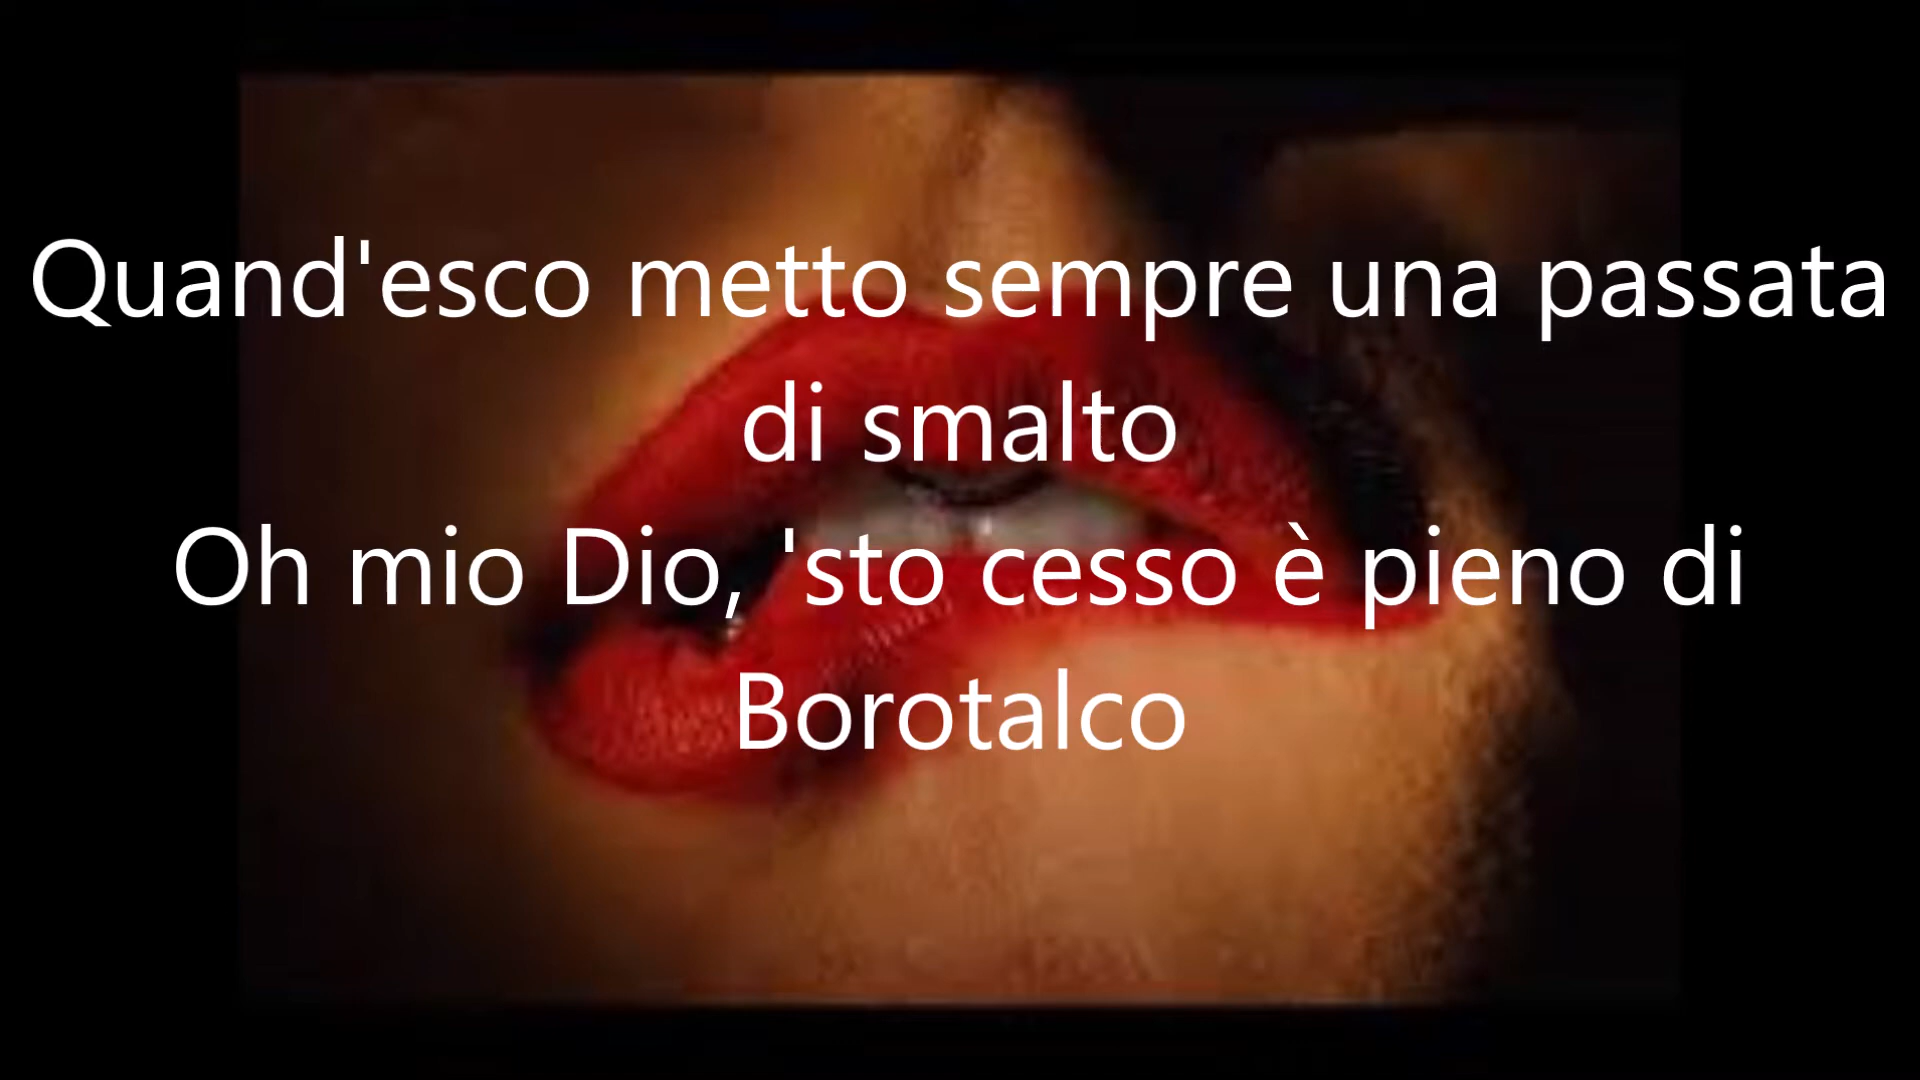 Quand'esco metto sempre una passata
di smalto
Oh mio Dio, 'sto cesso è pieno di
Borotalco